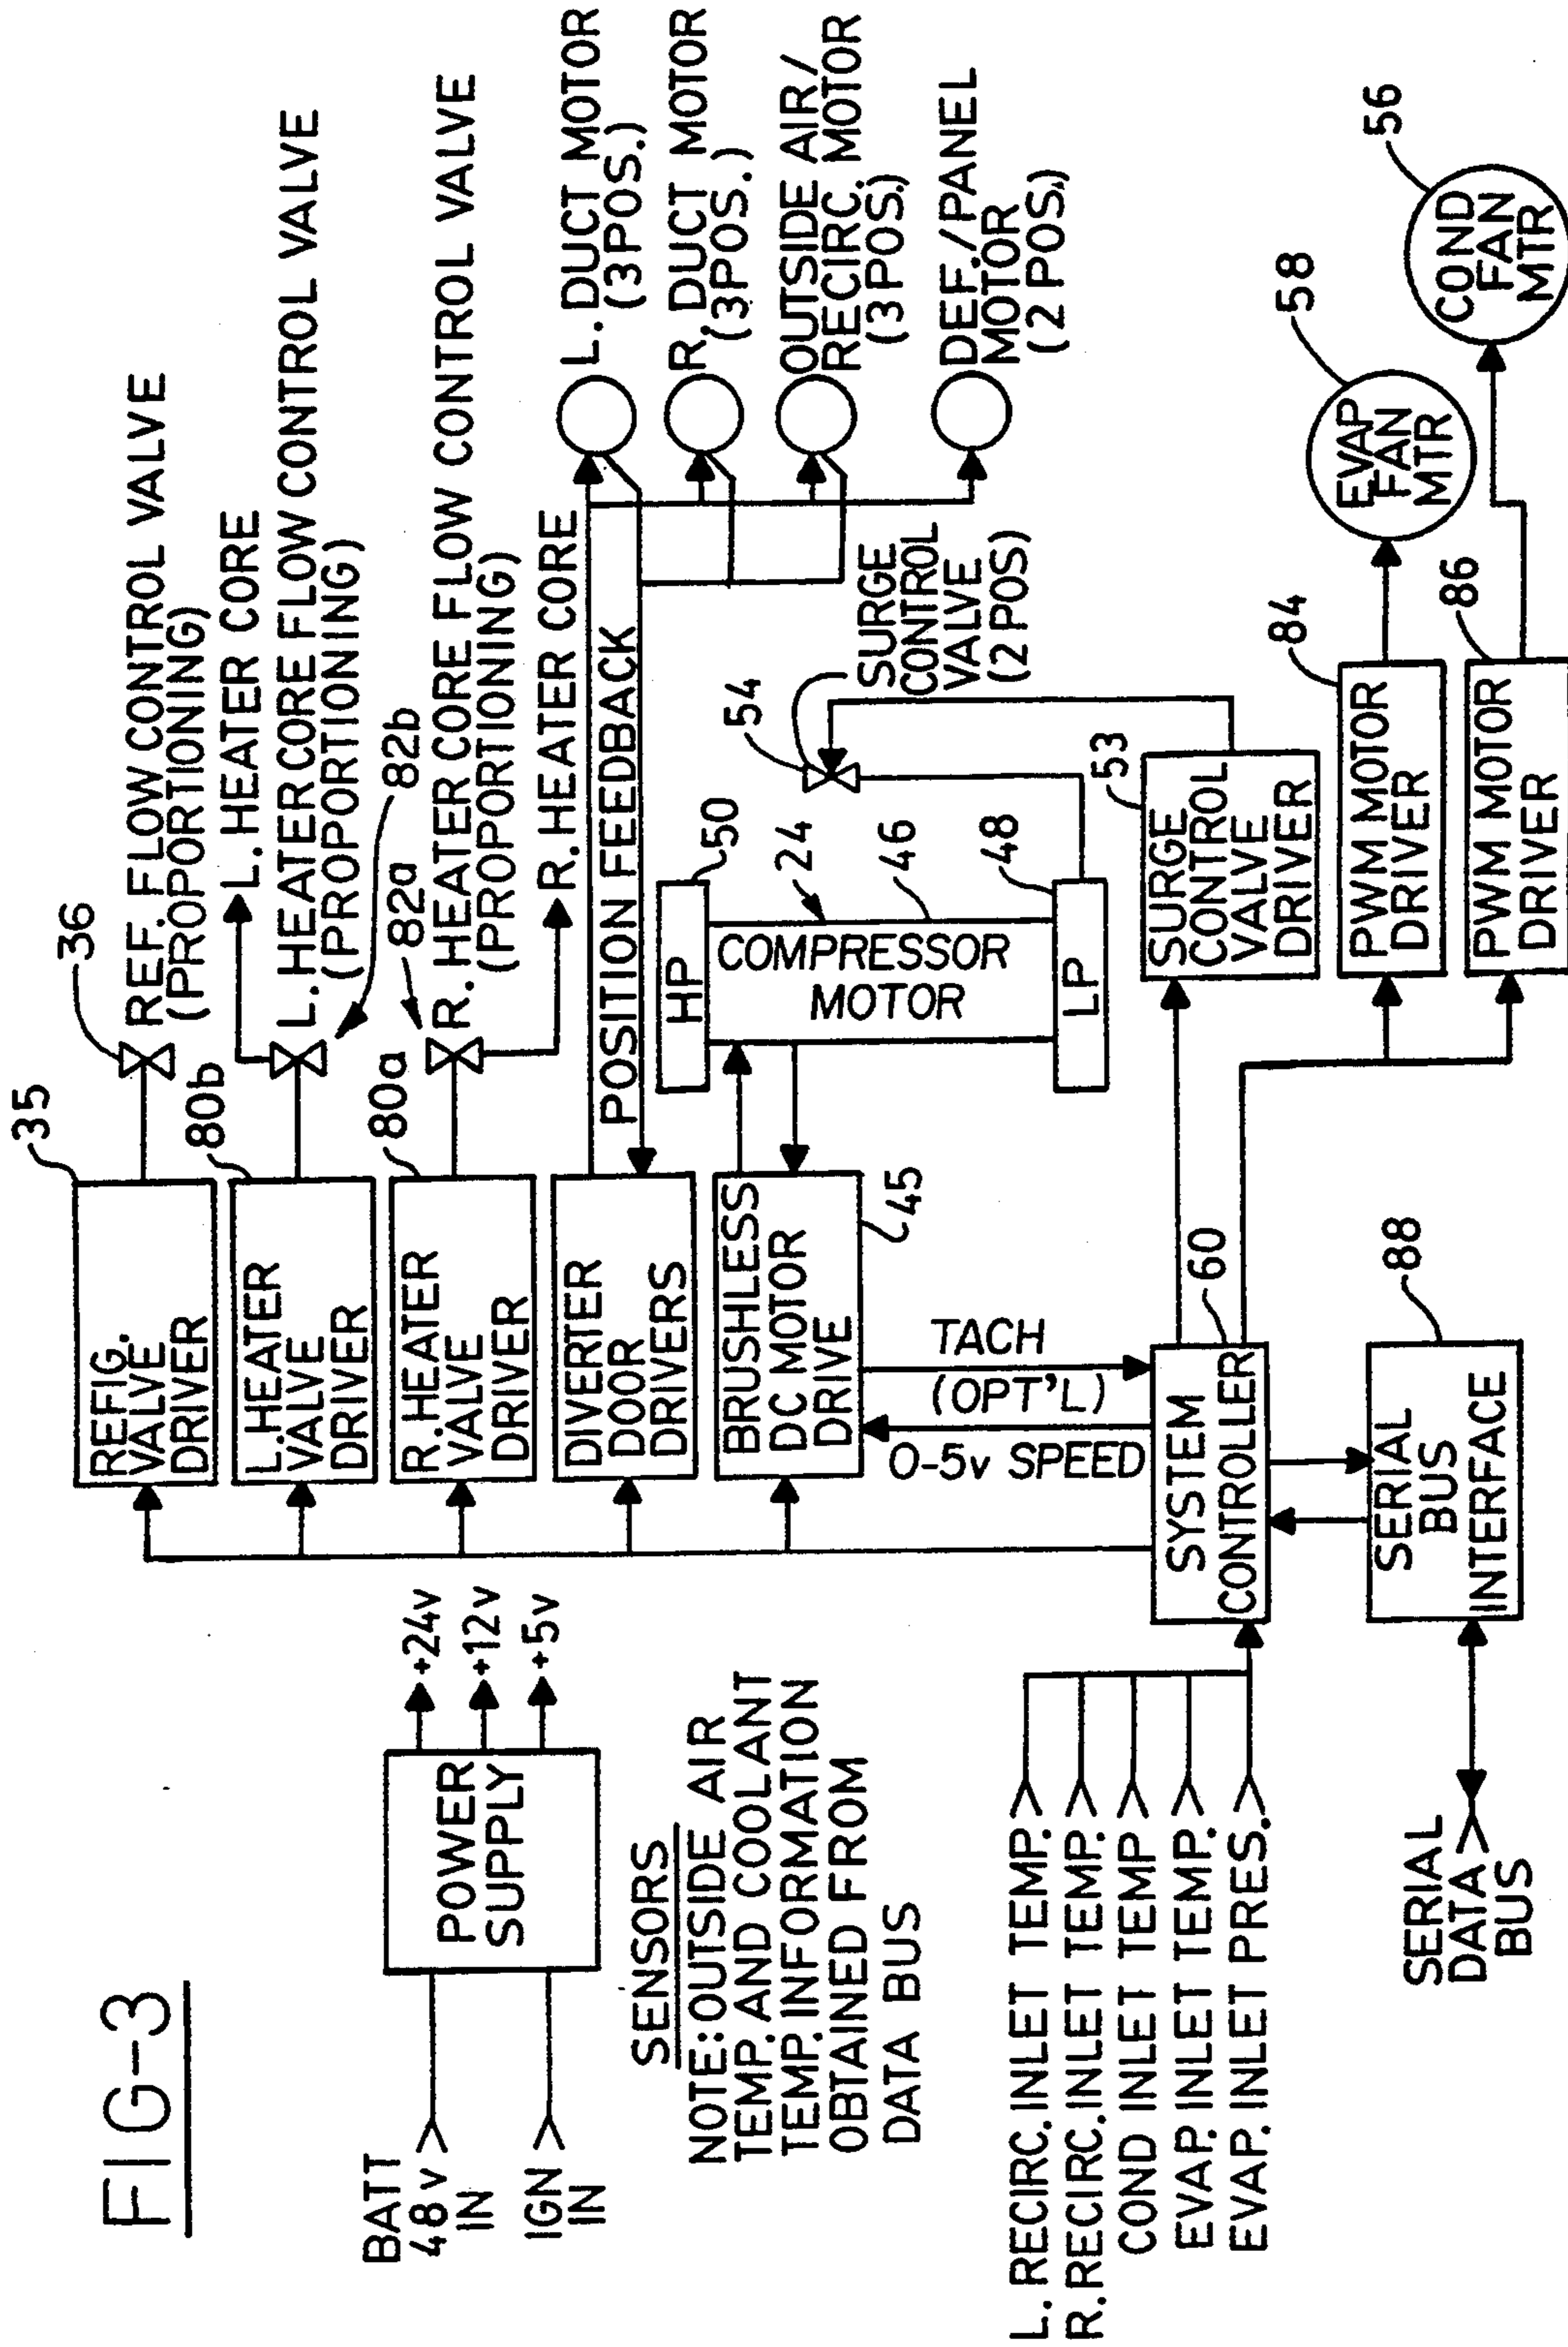 FIG-3
BATT
48v
IN
IGN
IN
POWER
SUPPLY
+24v
+12v
+5v
SENSORS
NOTE: OUTSIDE AIR
TEMP. AND COOLANT
TEMP. INFORMATION
OBTAINED FROM
DATA BUS
L. RECIRC. INLET TEMP.
R. RECIRC. INLET TEMP.
COND INLET TEMP
EVAP. INLET TEMP.
EVAP. INLET PRES.
SERIAL
DATA
BUS
REFIG.
VALVE
DRIVER
35
36
REF. FLOW CONTROL VALVE
(PROPORTIONING)
L. HEATER CORE
L. HEATER
VALVE
DRIVER
80b
L. HEATER CORE FLOW CONTROL VALVE
(PROPORTIONING)
82b
R. HEATER
VALVE
DRIVER
80a
82a
R. HEATER CORE FLOW CONTROL VALVE
(PROPORTIONING)
R. HEATER CORE
DIVERTER
DOOR
DRIVERS
POSITION FEEDBACK
L. DUCT MOTOR
(3POS.)
R. DUCT MOTOR
(3POS.)
OUTSIDE AIR/
RECIRC. MOTOR
(3 POS.)
DEF./PANEL
MOTOR
(2 POS.)
BRUSHLESS
DC MOTOR
DRIVE
45
HP
50
COMPRESSOR
MOTOR
24
46
LP
48
54
SURGE
CONTROL
VALVE
(2 POS)
TACH
(OPT'L)
0-5v SPEED
SYSTEM
CONTROLLER
60
SURGE
CONTROL
VALVE
DRIVER
53
PWM MOTOR
DRIVER
84
EVAP
FAN
MTR
58
PWM MOTOR
DRIVER
86
COND
FAN
MTR
56
SERIAL
BUS
INTERFACE
88